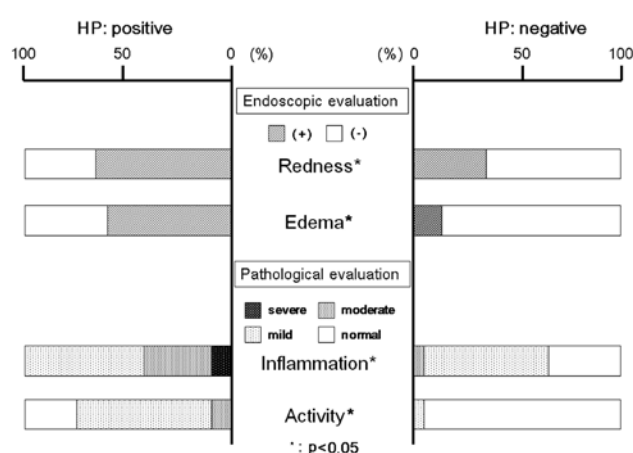 HP: positive HP: negative
100 50 0 (%) (%) 0 50 100
Endoscopic evaluation
(+) (-)
Redness*
Edema*
Pathological evaluation
severe moderate
mild normal
Inflammation*
Activity*
*: p<0.05